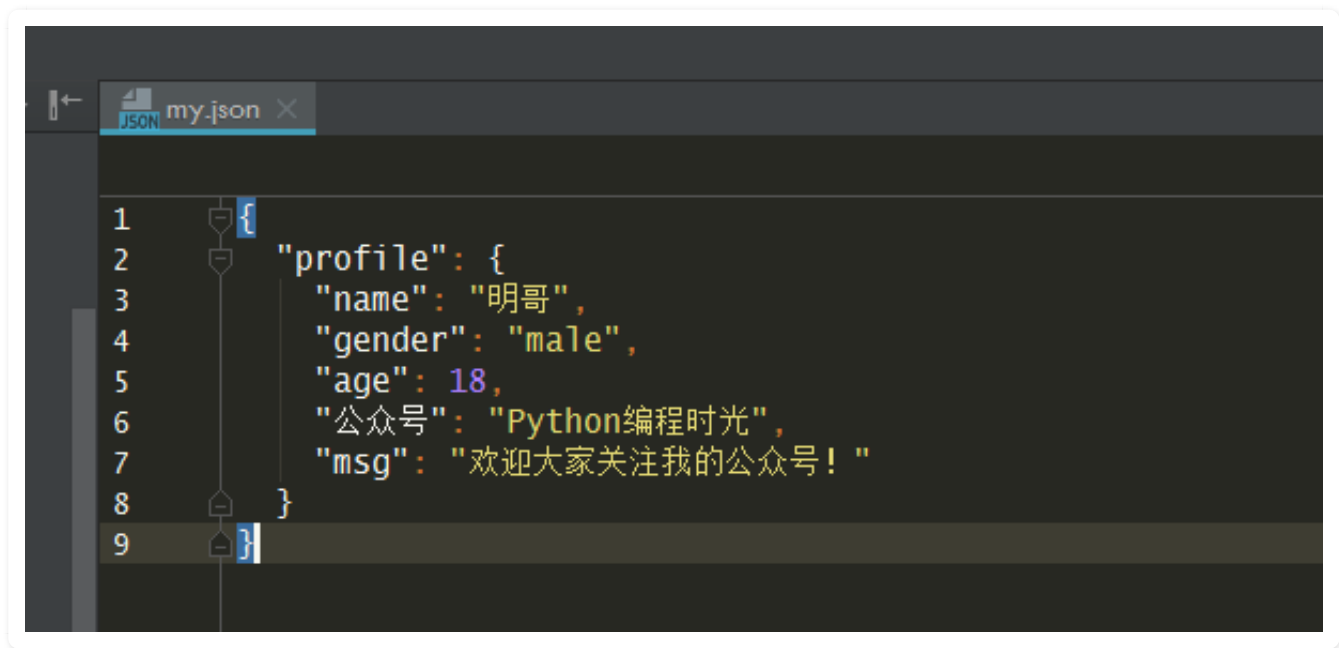 JSON my.json
1 {
2 "profile": {
3 "name": "明哥",
4 "gender": "male",
5 "age": 18,
6 "公众号": "Python编程时光",
7 "msg": "欢迎大家关注我的公众号！"
8 }
9 }